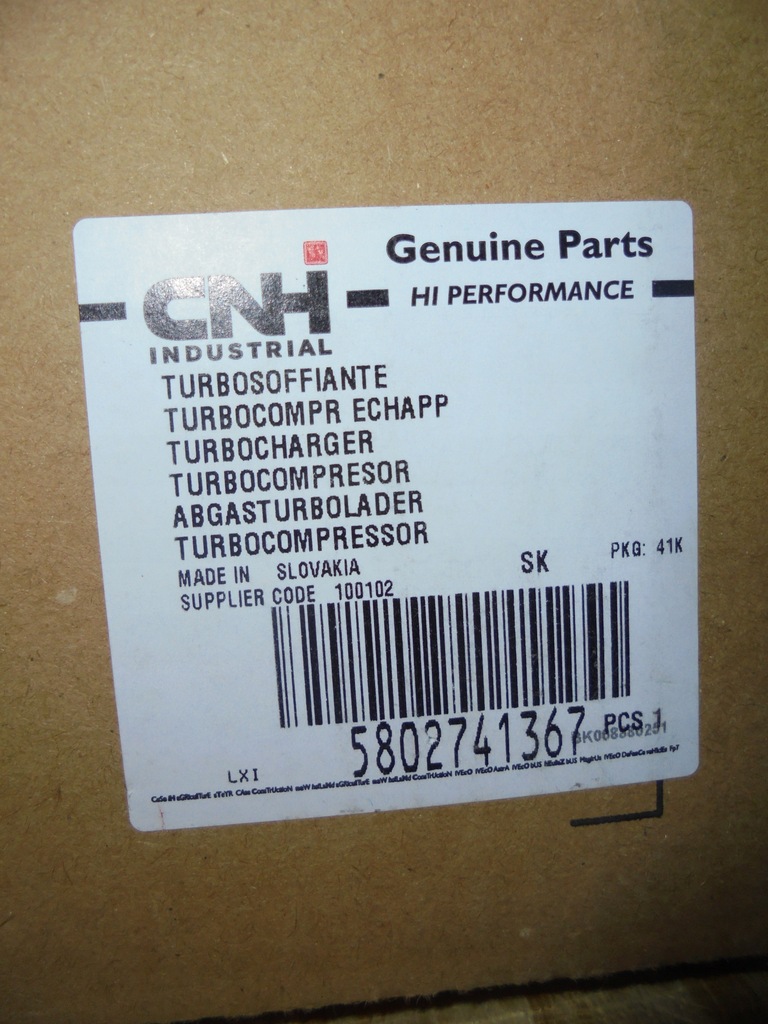 Genuine Parts
CNH
HI PERFORMANCE
INDUSTRIAL
TURBOSOFFIANTE
TURBOCOMPR ECHAPP
TURBOCHARGER
TURBOCOMPRESOR
ABGASTURBOLADER
TURBOCOMPRESSOR
MADE IN SLOVAKIA SK PKG: 41K
SUPPLIER CODE 100102
5802741367 PCS 1
LXI